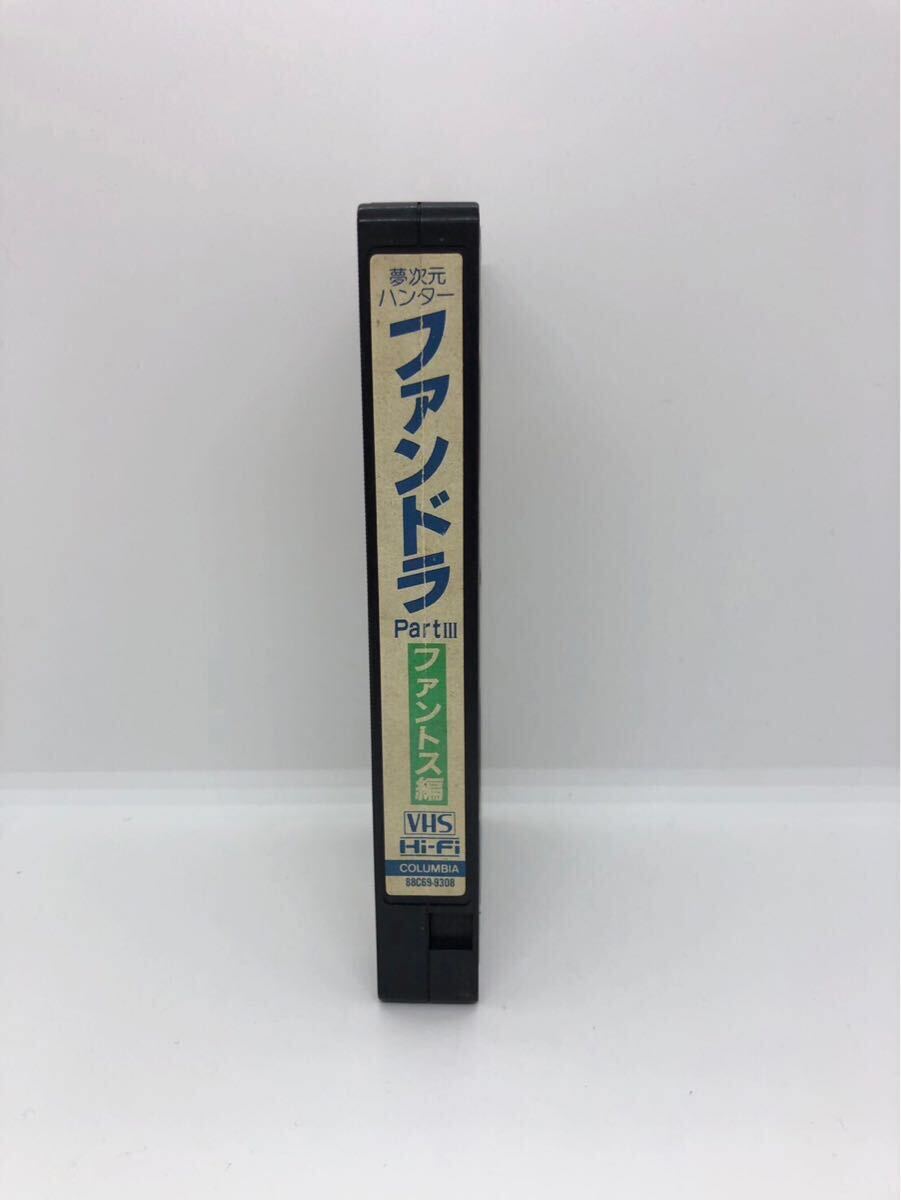 夢次元
ハンター
ファンドラ
PartⅢ
ファントス編
VHS
Hi-Fi
COLUMBIA
68C69-9308